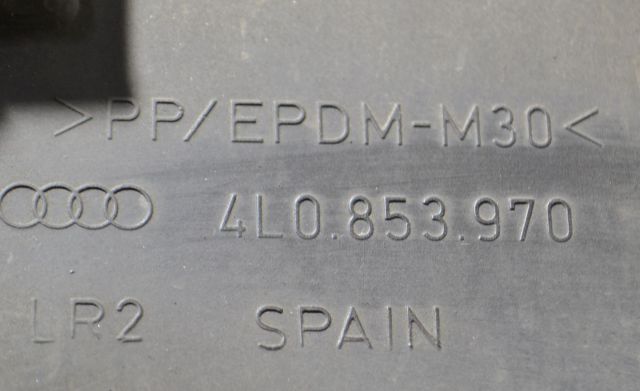 >PP/EPDM-M30<
4L0.853.970
LR2 SPAIN